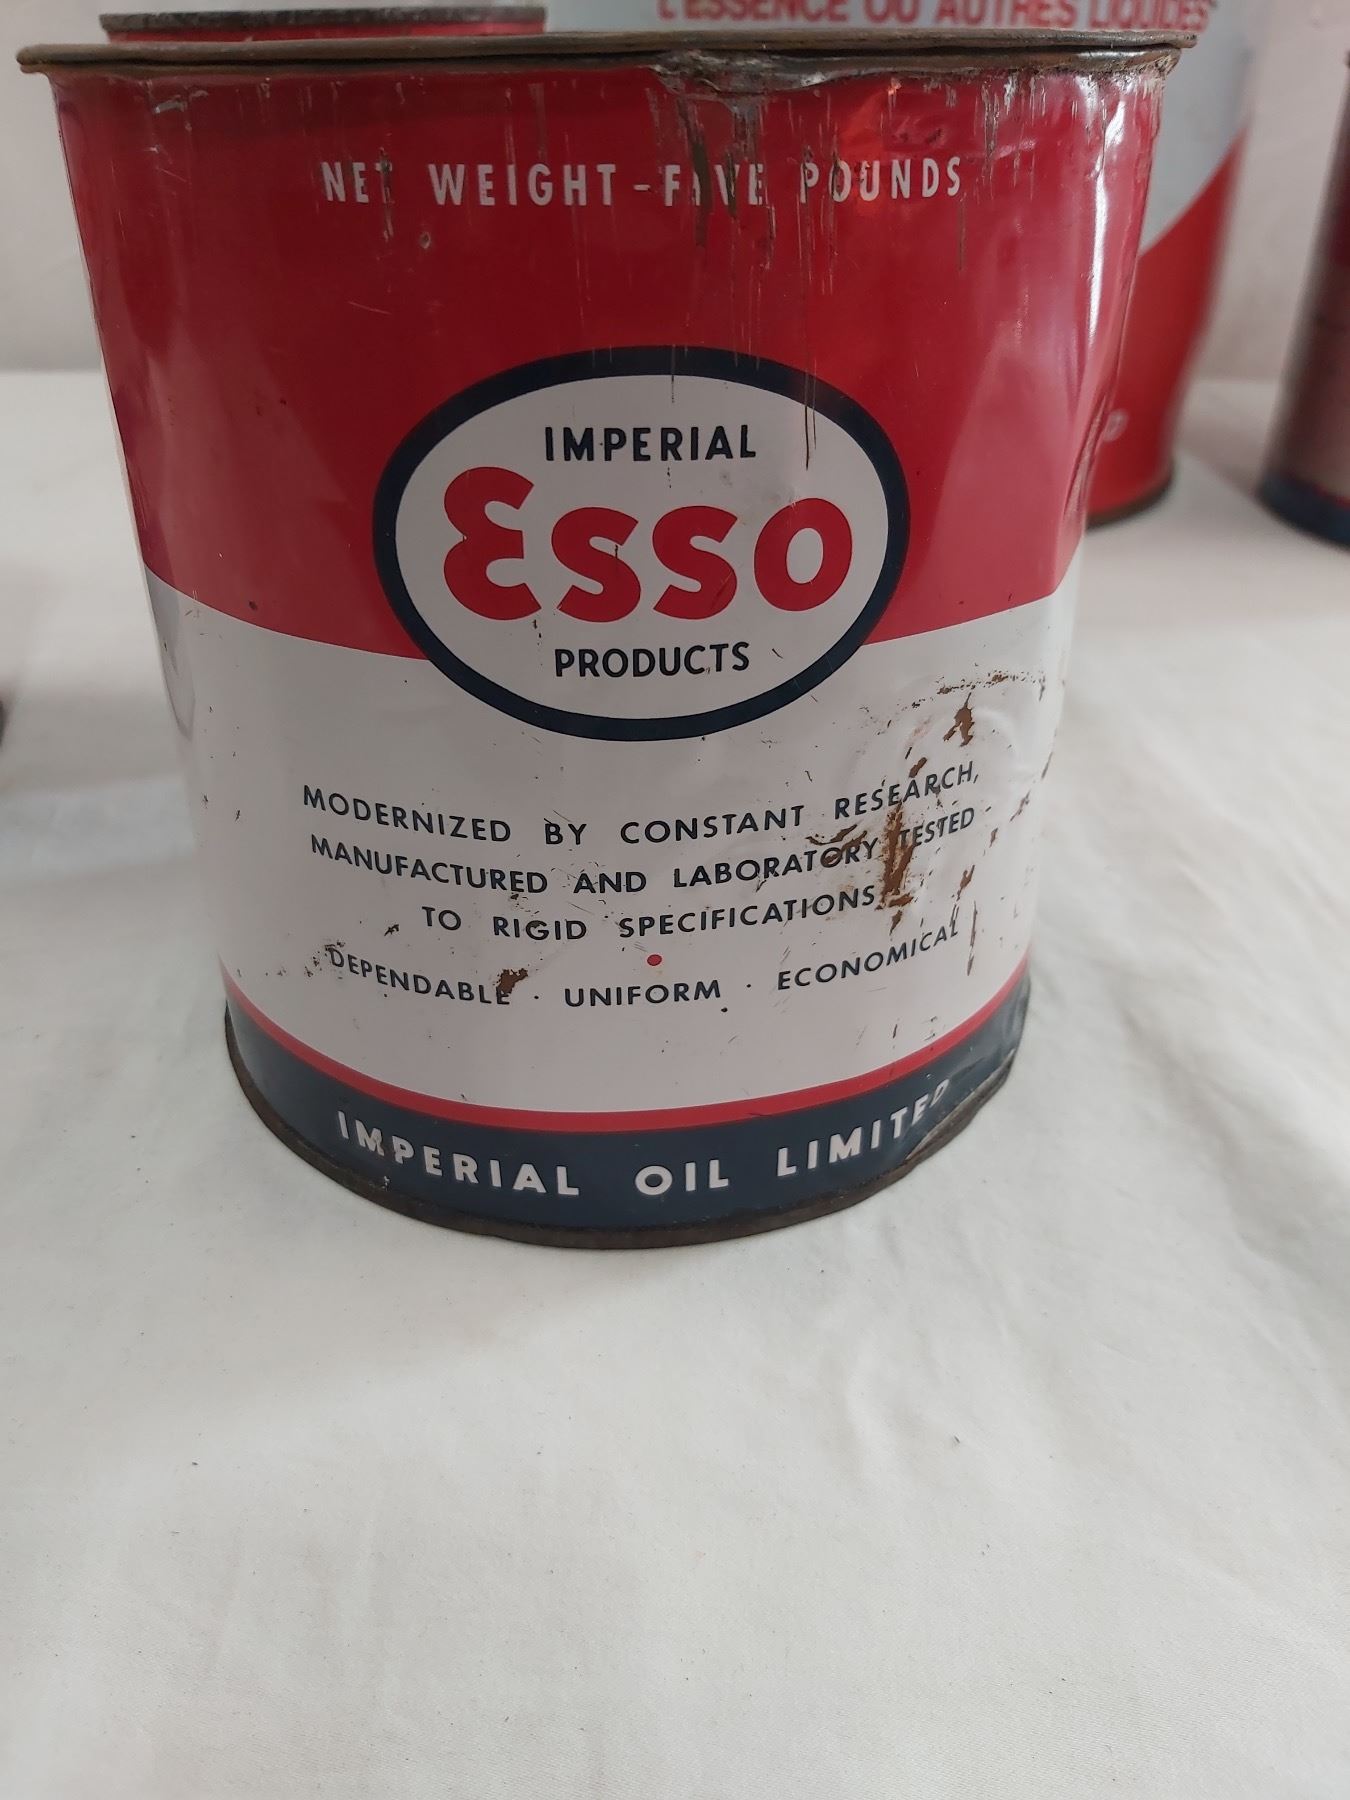 L'ESSENCE OU AUTRES LIQUIDES
NET WEIGHT-FIVE POUNDS
IMPERIAL
Esso
PRODUCTS
MODERNIZED BY CONSTANT RESEARCH,
MANUFACTURED AND LABORATORY TESTED
TO RIGID SPECIFICATIONS
DEPENDABLE · UNIFORM · ECONOMICAL
IMPERIAL OIL LIMITED